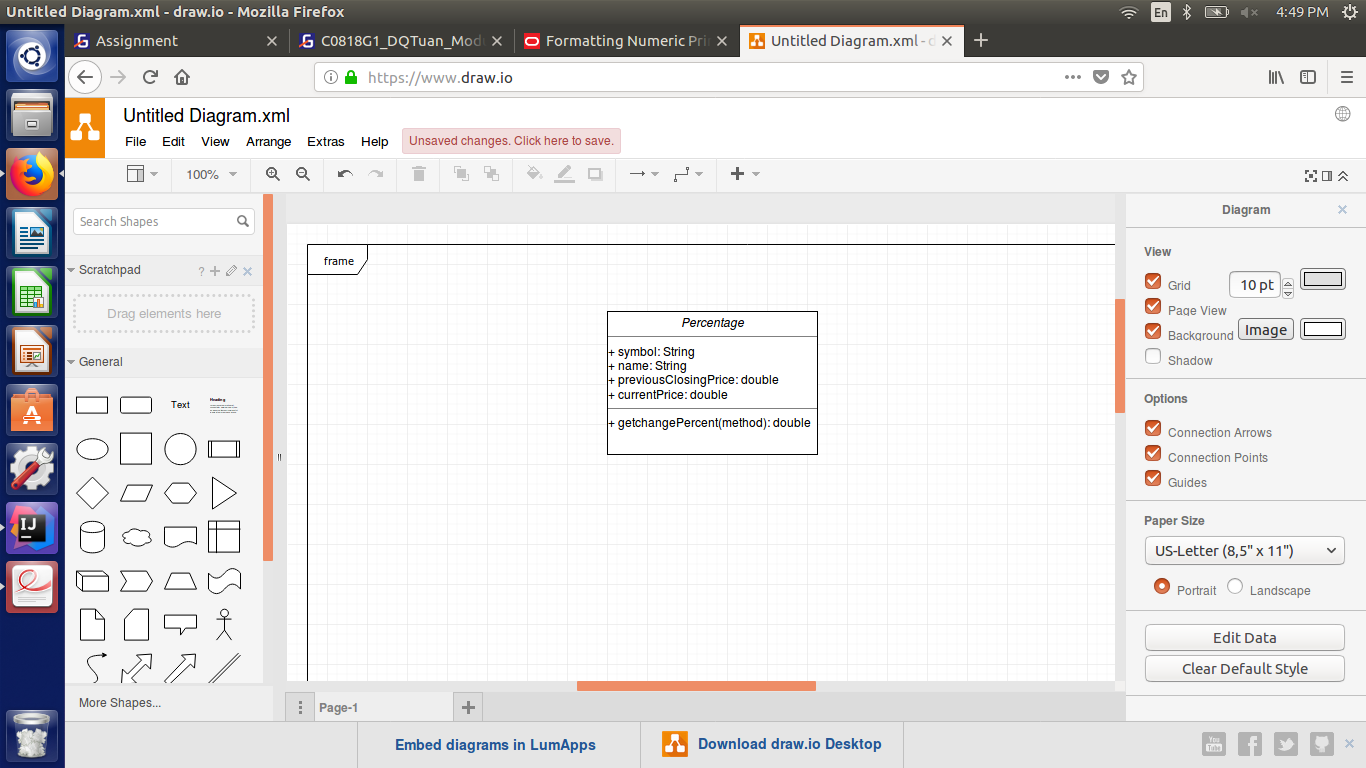 Untitled Diagram.xml - draw.io - Mozilla Firefox
En
4:49 PM
Assignment
C0818G1_DQTuan_Modu
Formatting Numeric Prin
Untitled Diagram.xml - d
https://www.draw.io
Untitled Diagram.xml
File Edit View Arrange Extras Help
Unsaved changes. Click here to save.
100%
Search Shapes
Scratchpad
?
Drag elements here
General
Text
Heading
More Shapes...
frame
Percentage
+ symbol: String
+ name: String
+ previousClosingPrice: double
+ currentPrice: double
+ getchangePercent(method): double
Page-1
Diagram
View
Grid
10 pt
Page View
Background
Image
Shadow
Options
Connection Arrows
Connection Points
Guides
Paper Size
US-Letter (8,5" x 11")
Portrait
Landscape
Edit Data
Clear Default Style
Embed diagrams in LumApps
Download draw.io Desktop